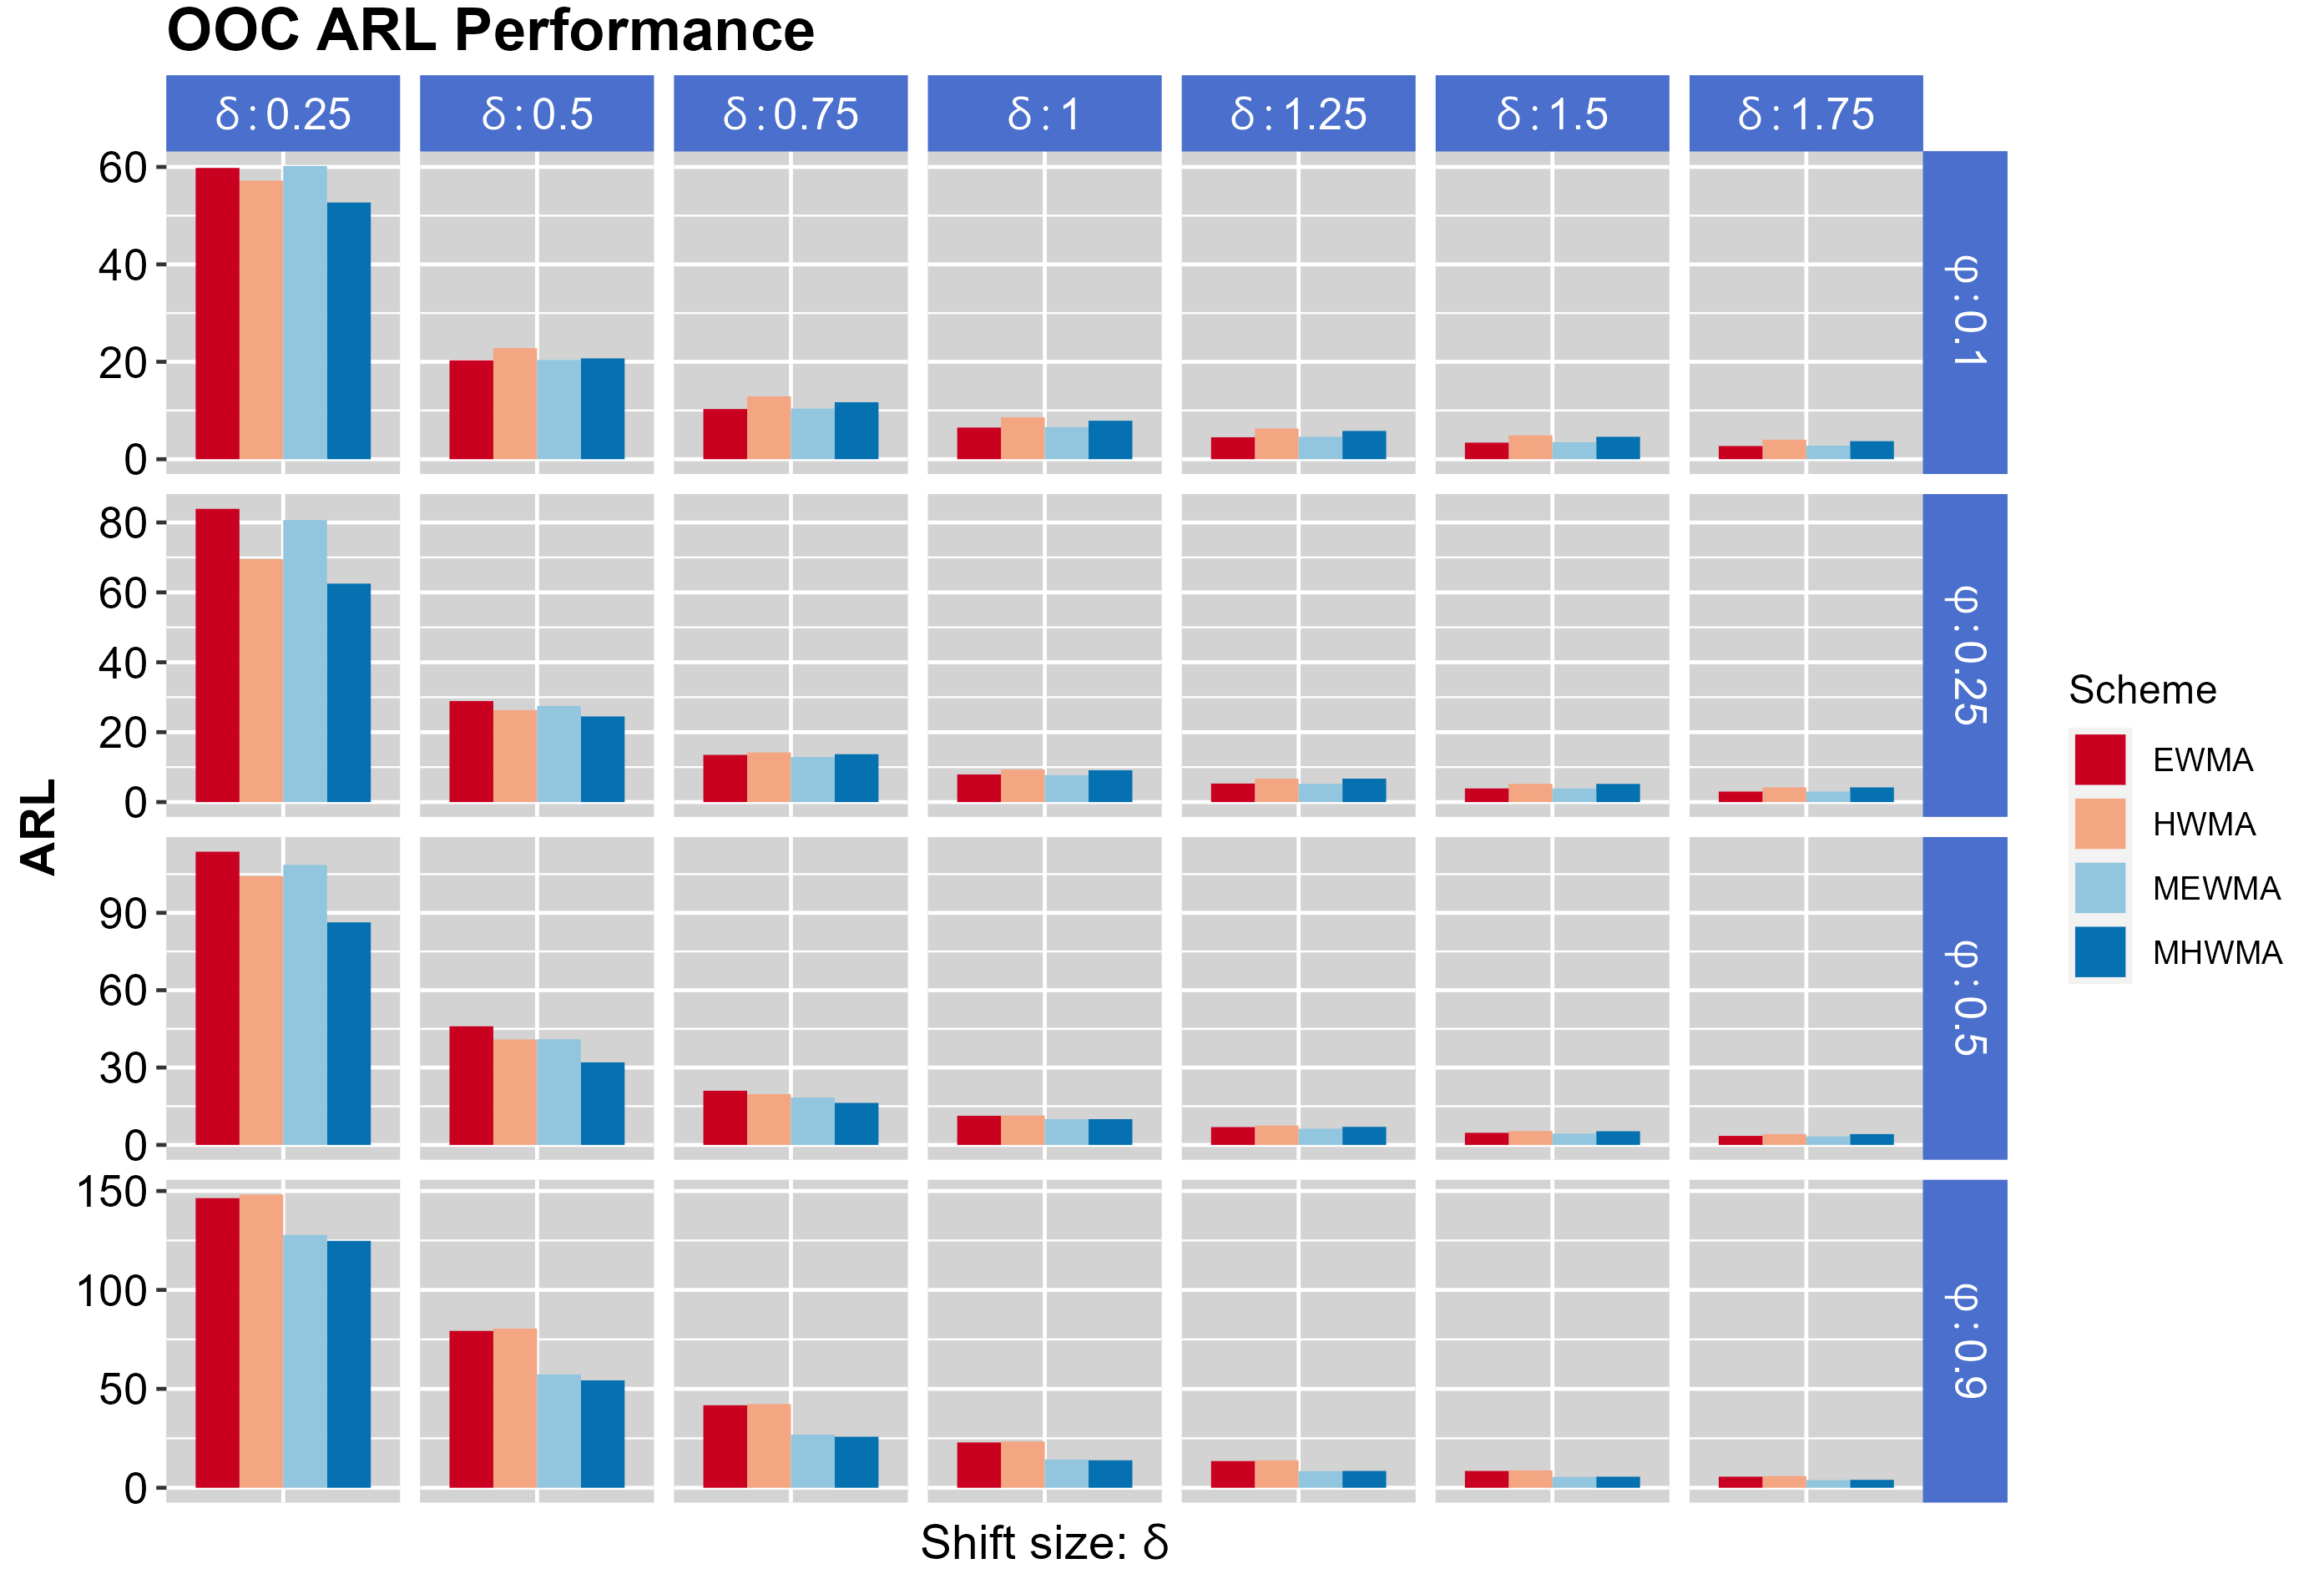 OOC ARL Performance
δ : 0.25
δ : 0.5
δ : 0.75
δ : 1
δ : 1.25
δ : 1.5
δ : 1.75
60
40
20
0
φ : 0.1
80
60
40
20
0
φ : 0.25
90
60
30
0
φ : 0.5
150
100
50
0
φ : 0.9
ARL
Shift size: δ
Scheme
EWMA
HWMA
MEWMA
MHWMA